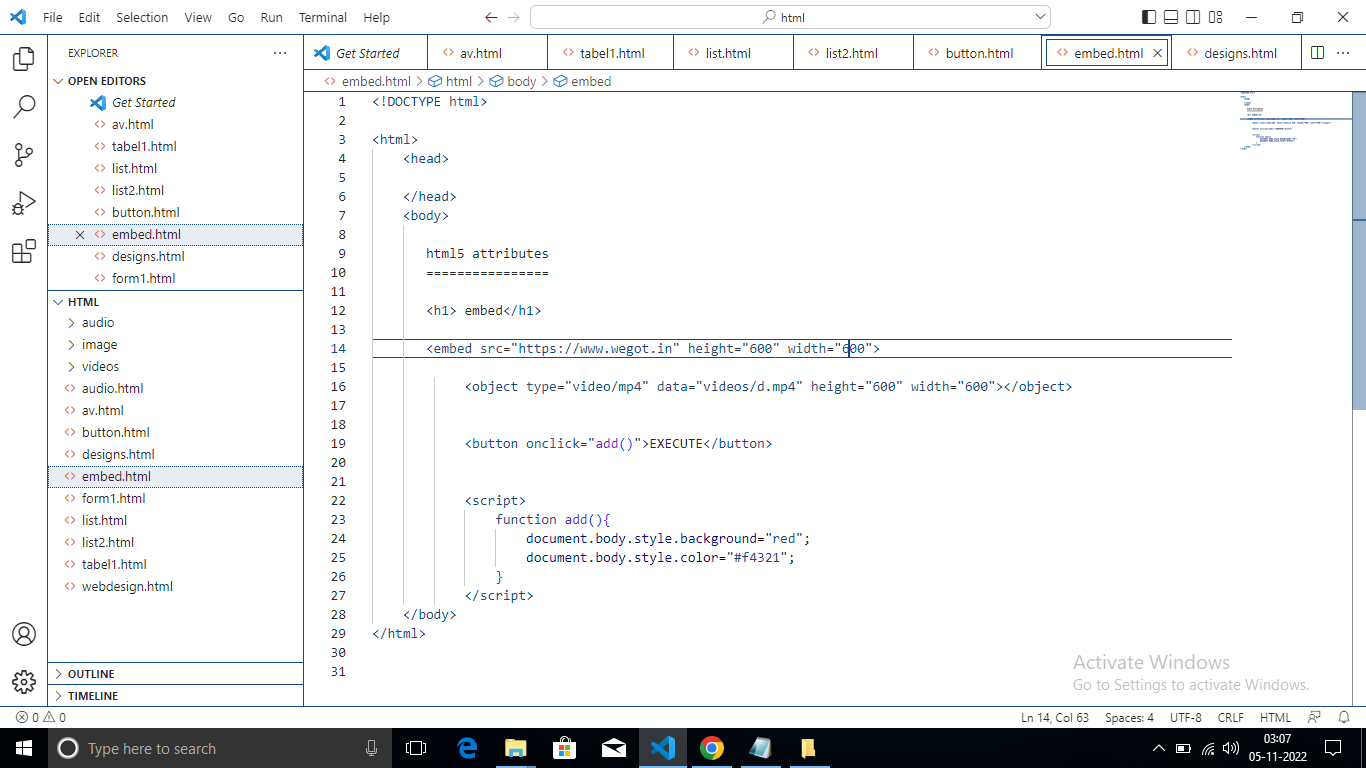 File Edit Selection View Go Run Terminal Help html
EXPLORER
OPEN EDITORS
Get Started
av.html
tabel1.html
list.html
list2.html
button.html
embed.html
designs.html
form1.html
HTML
audio
image
videos
audio.html
av.html
button.html
designs.html
embed.html
form1.html
list.html
list2.html
tabel1.html
webdesign.html
OUTLINE
TIMELINE
Get Started av.html tabel1.html list.html list2.html button.html embed.html designs.html
embed.html > html > body > embed
1 <!DOCTYPE html>
2
3 <html>
4 <head>
5
6 </head>
7 <body>
8
9 html5 attributes
10 ================
11
12 <h1> embed</h1>
13
14 <embed src="https://www.wegot.in" height="600" width="600">
15
16 <object type="video/mp4" data="videos/d.mp4" height="600" width="600"></object>
17
18
19 <button onclick="add()">EXECUTE</button>
20
21
22 <script>
23 function add(){
24 document.body.style.background="red";
25 document.body.style.color="#f4321";
26 }
27 </script>
28 </body>
29 </html>
30
31
Activate Windows
Go to Settings to activate Windows.
0 0 Ln 14, Col 63 Spaces: 4 UTF-8 CRLF HTML
Type here to search
03:07
05-11-2022